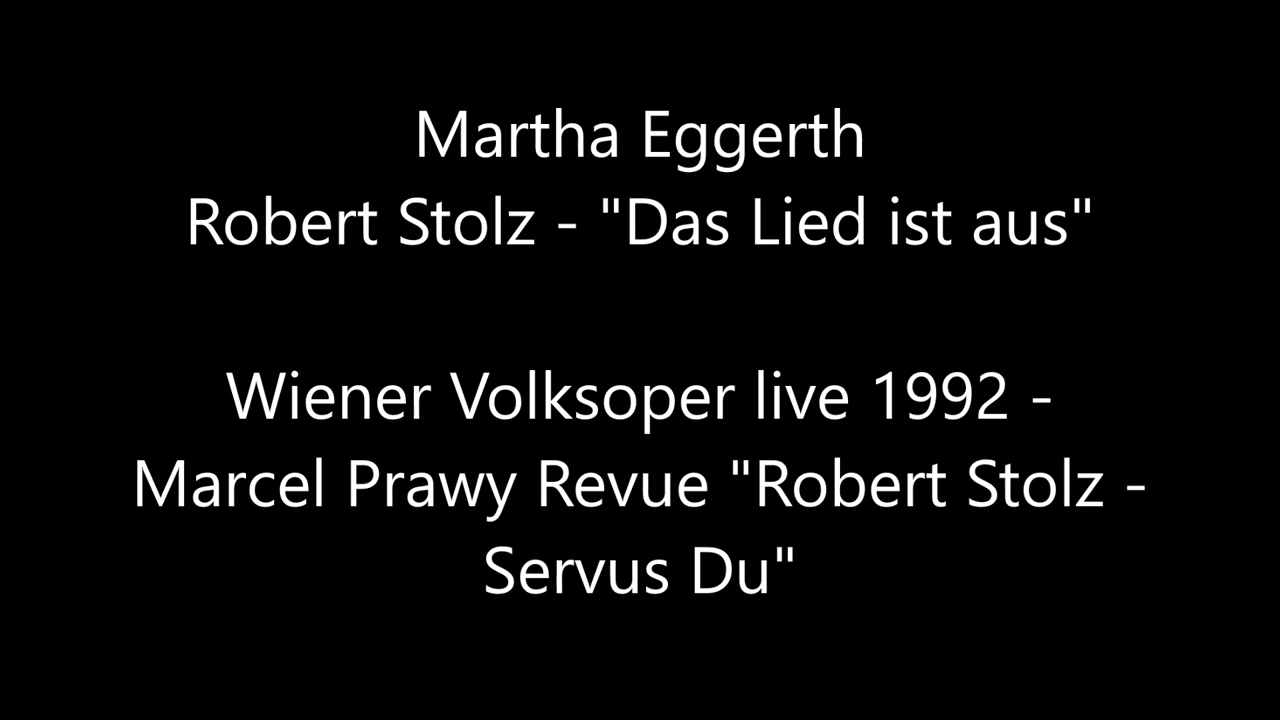 Martha Eggerth
Robert Stolz - "Das Lied ist aus"
Wiener Volksoper live 1992 -
Marcel Prawy Revue "Robert Stolz -
Servus Du"